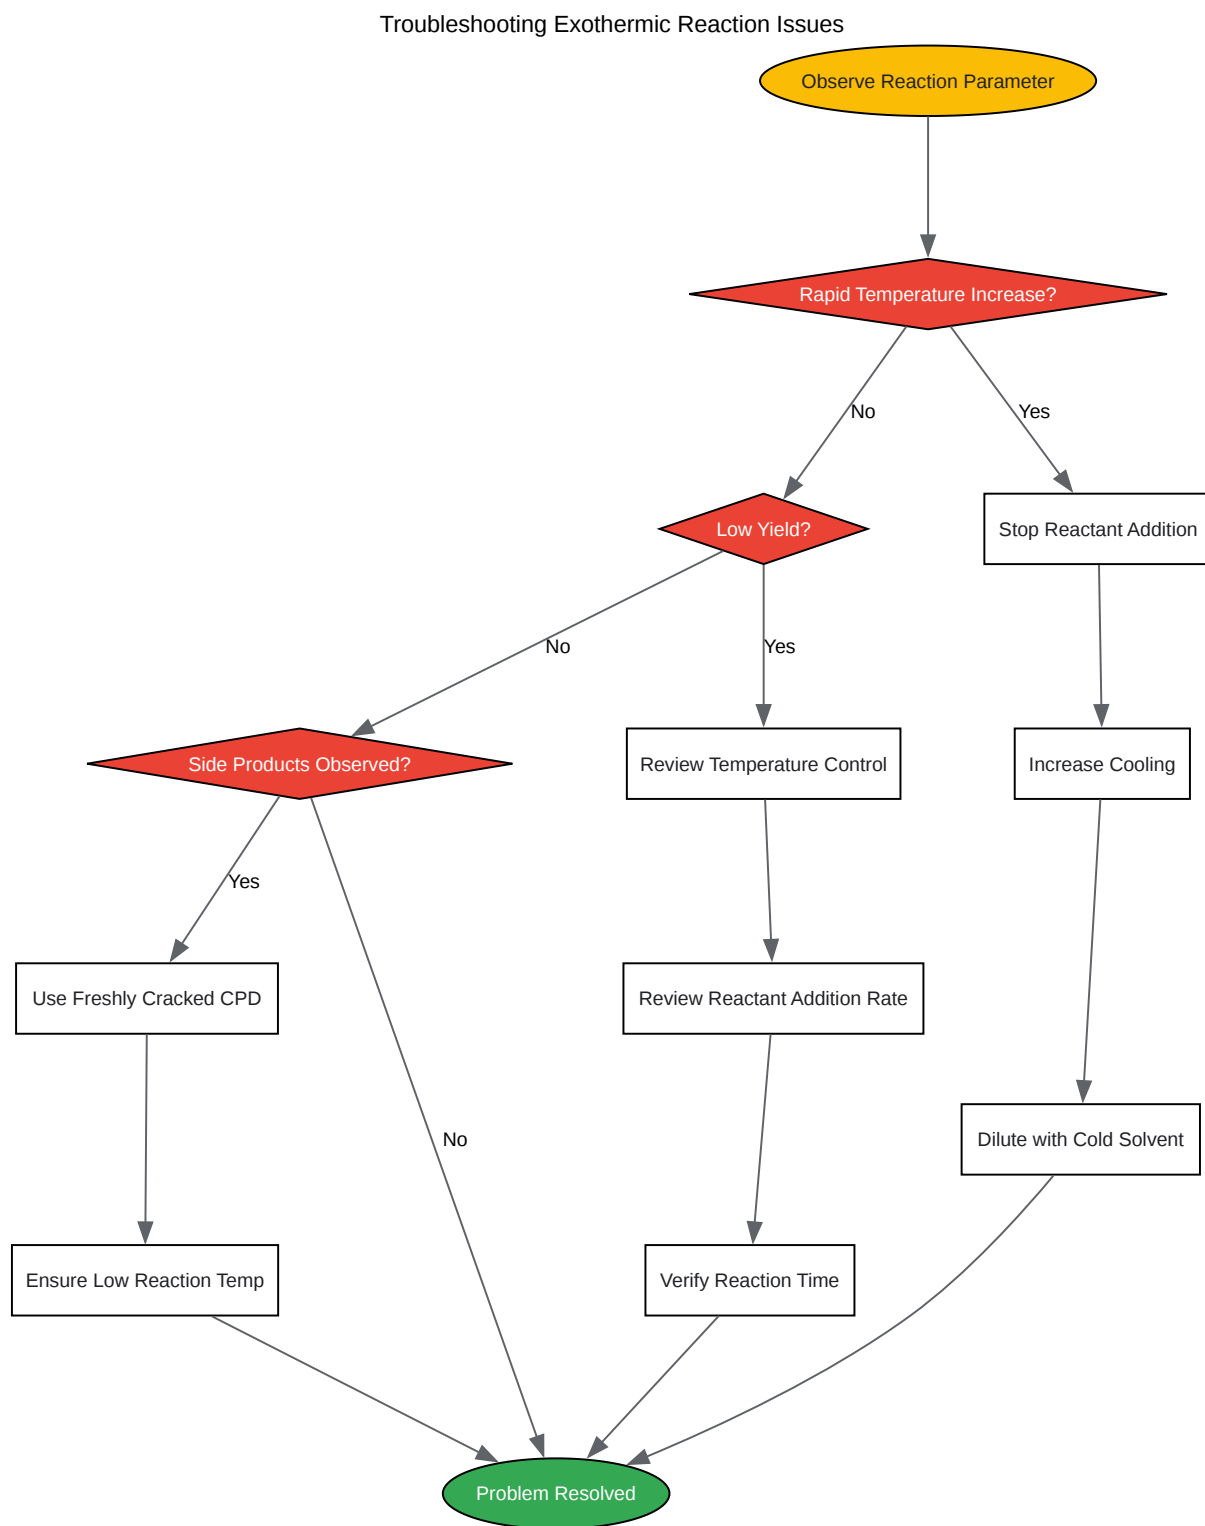 Troubleshooting Exothermic Reaction Issues
Observe Reaction Parameter
Rapid Temperature Increase?
No
Yes
Low Yield?
Stop Reactant Addition
No
Yes
Side Products Observed?
Review Temperature Control
Increase Cooling
Yes
Use Freshly Cracked CPD
Review Reactant Addition Rate
No
Dilute with Cold Solvent
Ensure Low Reaction Temp
Verify Reaction Time
Problem Resolved